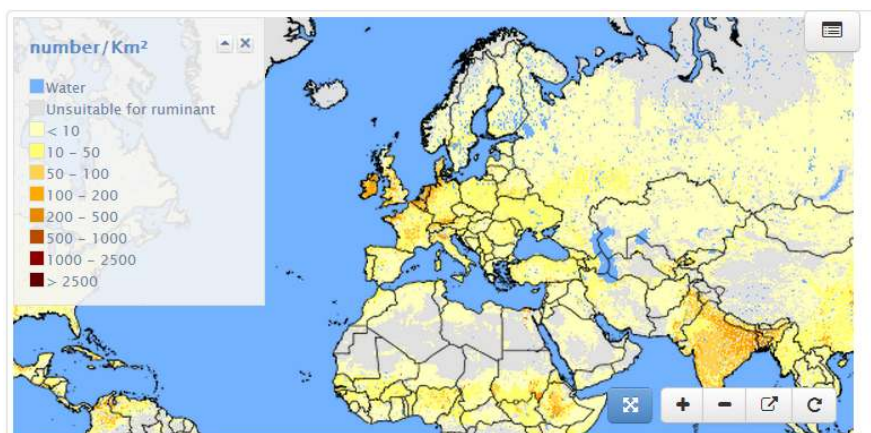 number/Km²
Water
Unsuitable for ruminant
< 10
10 – 50
50 – 100
100 – 200
200 – 500
500 – 1000
1000 – 2500
> 2500